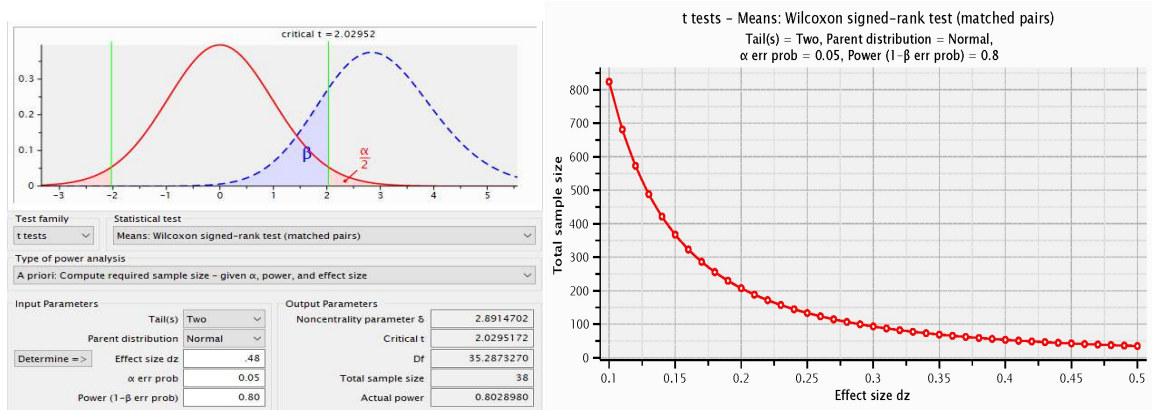 critical t = 2.02952
0.3
0.2
0.1
0
β
α
2
-3 -2 -1 0 1 2 3 4 5
Test family
Statistical test
t tests
Means: Wilcoxon signed-rank test (matched pairs)
Type of power analysis
A priori: Compute required sample size - given α, power, and effect size
Input Parameters
Output Parameters
Tail(s) Two
Noncentrality parameter δ 2.8914702
Parent distribution Normal
Critical t 2.0295172
Determine => Effect size dz .48
Df 35.2873270
α err prob 0.05
Total sample size 38
Power (1-β err prob) 0.80
Actual power 0.8028980
t tests - Means: Wilcoxon signed-rank test (matched pairs)
Tail(s) = Two, Parent distribution = Normal,
α err prob = 0.05, Power (1-β err prob) = 0.8
Total sample size
800
700
600
500
400
300
200
100
0
0.1 0.15 0.2 0.25 0.3 0.35 0.4 0.45 0.5
Effect size dz